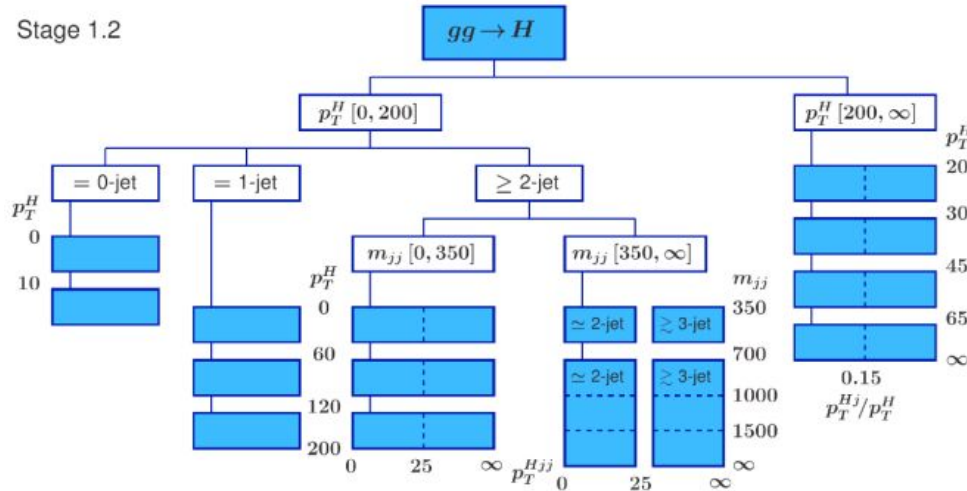 Stage 1.2
gg → H
p_T^H [0, 200]
p_T^H [200, ∞]
= 0-jet
= 1-jet
≥ 2-jet
p_T^H
0
10
m_jj [0, 350]
m_jj [350, ∞]
p_T^H
0
60
120
200
0
25
∞
m_jj
350
700
1000
1500
∞
≃ 2-jet
≳ 3-jet
≃ 2-jet
≳ 3-jet
p_T^Hjj
0
25
∞
p_T^H
20
30
45
65
∞
0.15
p_T^Hj/p_T^H